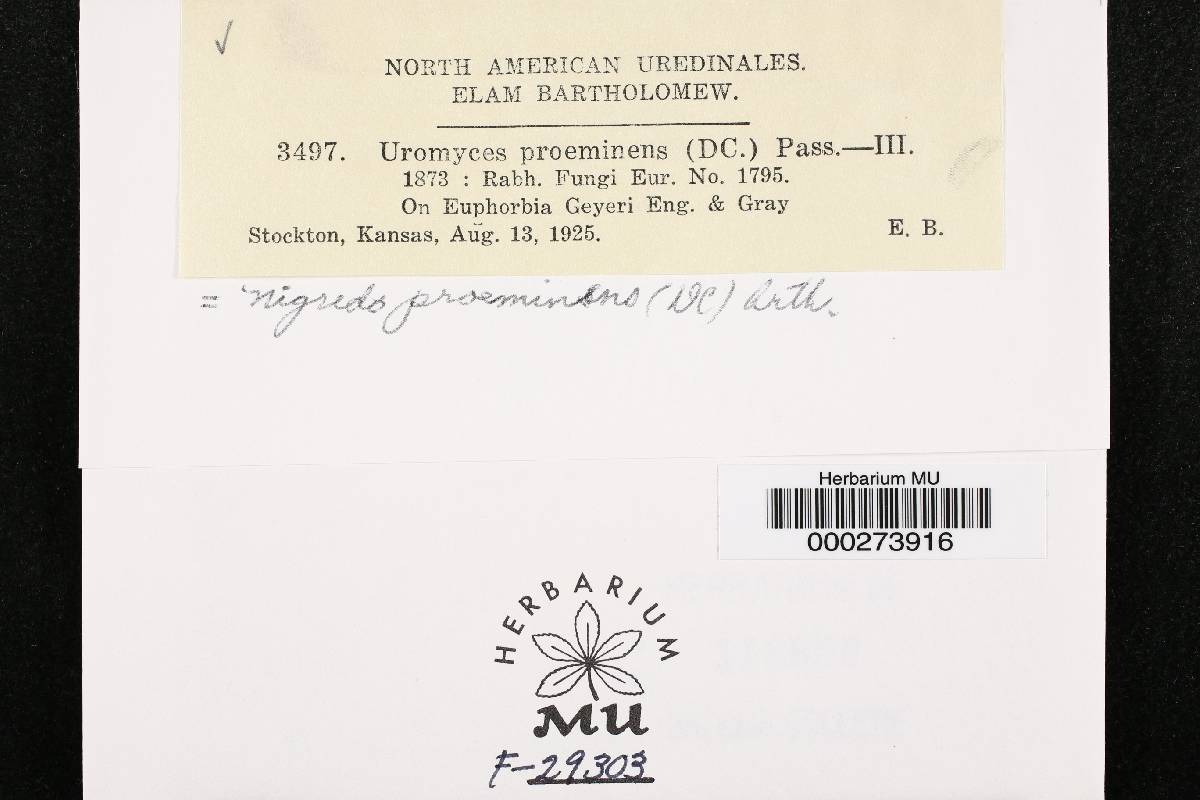 NORTH AMERICAN UREDINALES.
ELAM BARTHOLOMEW.
3497. Uromyces proeminens (DC.) Pass.—III.
1873 : Rabh. Fungi Eur. No. 1795.
On Euphorbia Geyeri Eng. & Gray
Stockton, Kansas, Aug. 13, 1925. E. B.
= nigredo proeminens (DC) Arth.
Herbarium MU
000273916
HERBARIUM
MU
F-29303